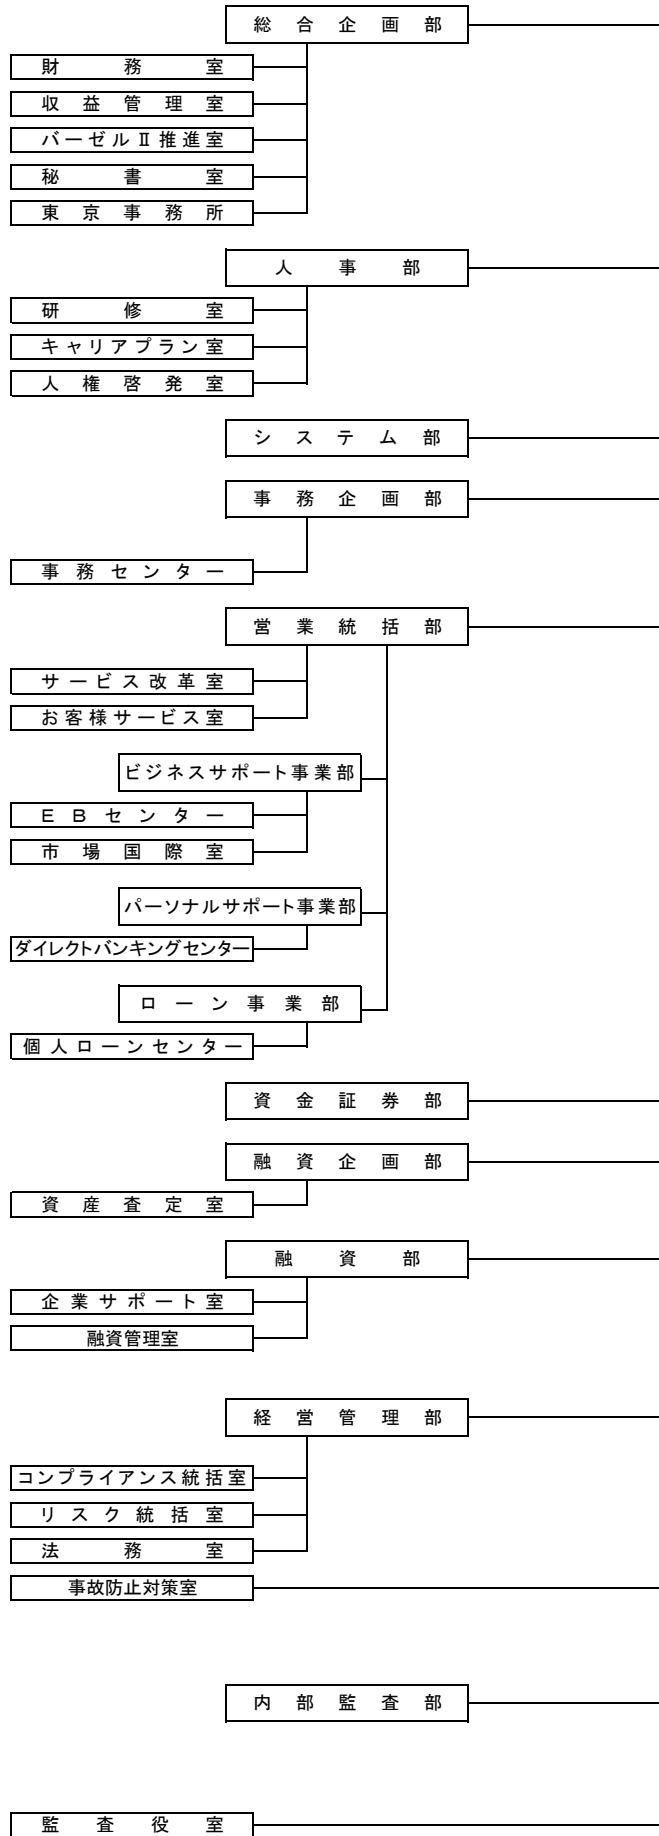 総合企画部
財務室
収益管理室
バーゼルⅡ推進室
秘書室
東京事務所
人事部
研修室
キャリアプラン室
人権啓発室
システム部
事務企画部
事務センター
営業統括部
サービス改革室
お客様サービス室
ビジネスサポート事業部
ＥＢセンター
市場国際室
パーソナルサポート事業部
ダイレクトバンキングセンター
ローン事業部
個人ローンセンター
資金証券部
融資企画部
資産査定室
融資部
企業サポート室
融資管理室
経営管理部
コンプライアンス統括室
リスク統括室
法務室
事故防止対策室
内部監査部
監査役室